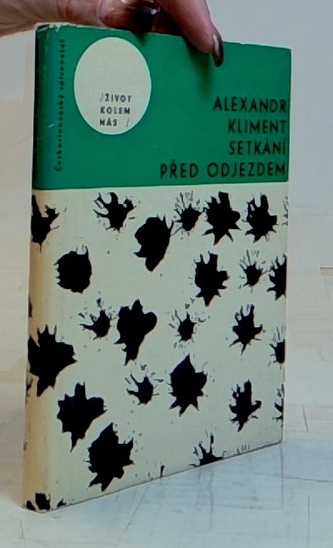 Československý spisovatel
/ŽIVOT
KOLEM
NÁS /
ALEXANDR
KLIMENT
SETKÁNÍ
PŘED ODJEZDEM